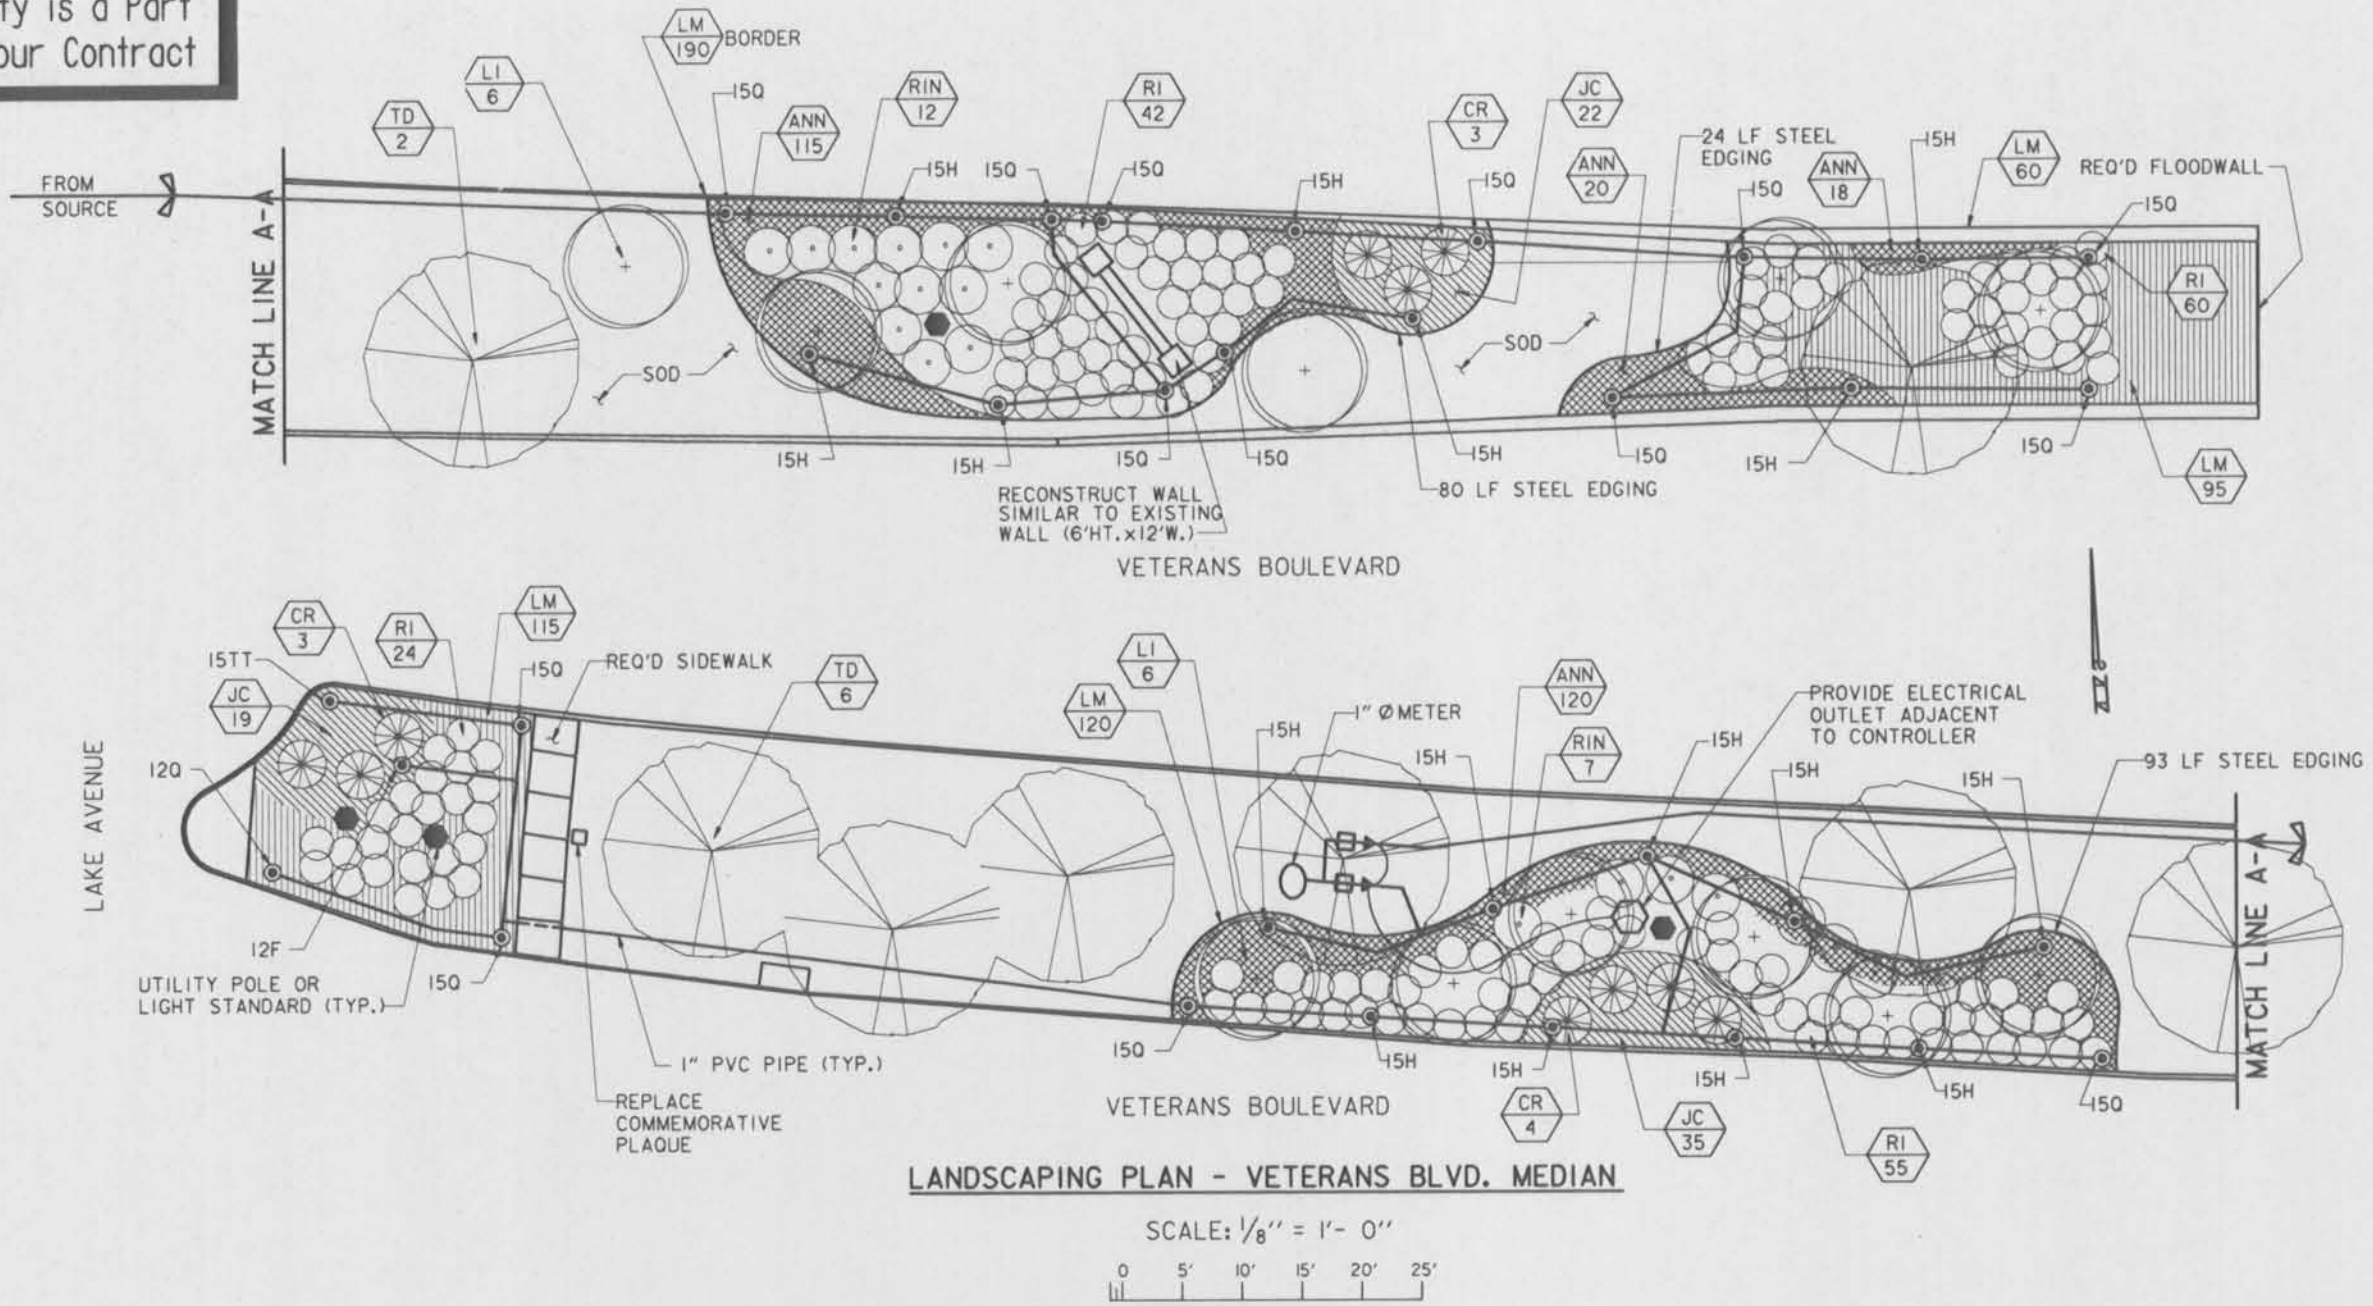 ty is a Part
our Contract
LM
190
BORDER
LI
6
TD
2
15Q
ANN
115
RIN
12
RI
42
CR
3
JC
22
24 LF STEEL
EDGING
ANN
20
ANN
18
15H
LM
60
REQ'D FLOODWALL
FROM
SOURCE
MATCH LINE A-A
15H
15Q
15Q
15H
15Q
15Q
15Q
RI
60
SOD
SOD
15H
15H
15Q
15Q
15H
15Q
15H
15Q
LM
95
80 LF STEEL EDGING
RECONSTRUCT WALL
SIMILAR TO EXISTING
WALL (6'HT.x12'W.)
VETERANS BOULEVARD
N
CR
3
RI
24
LM
115
15TT
JC
19
15Q
REQ'D SIDEWALK
TD
6
LI
6
LM
120
1" Ø METER
15H
15H
ANN
120
RIN
7
15H
PROVIDE ELECTRICAL
OUTLET ADJACENT
TO CONTROLLER
15H
15H
93 LF STEEL EDGING
LAKE AVENUE
12Q
12F
UTILITY POLE OR
LIGHT STANDARD (TYP.)
15Q
1" PVC PIPE (TYP.)
REPLACE
COMMEMORATIVE
PLAQUE
15Q
15H
15H
15H
15H
15Q
CR
4
JC
35
RI
55
MATCH LINE A-A
VETERANS BOULEVARD
LANDSCAPING PLAN - VETERANS BLVD. MEDIAN
SCALE: 1/8" = 1'- 0"
0 5' 10' 15' 20' 25'